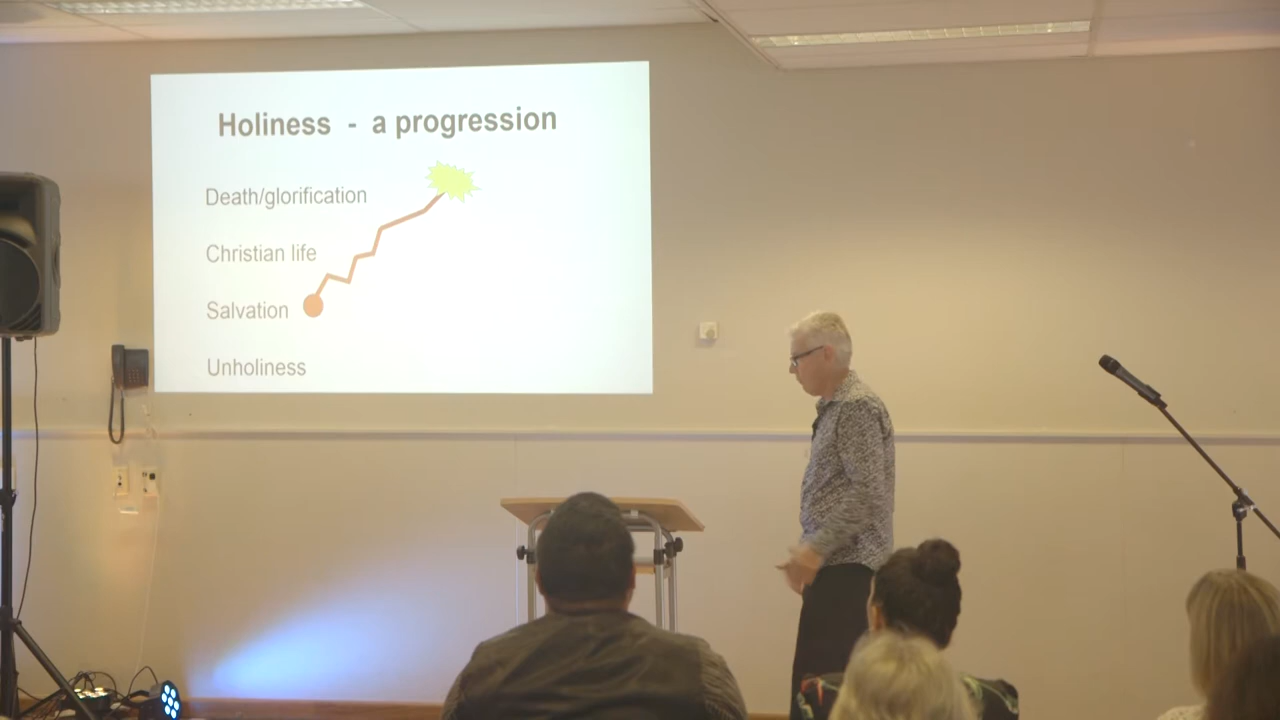 Holiness - a progression
Death/glorification
Christian life
Salvation
Unholiness